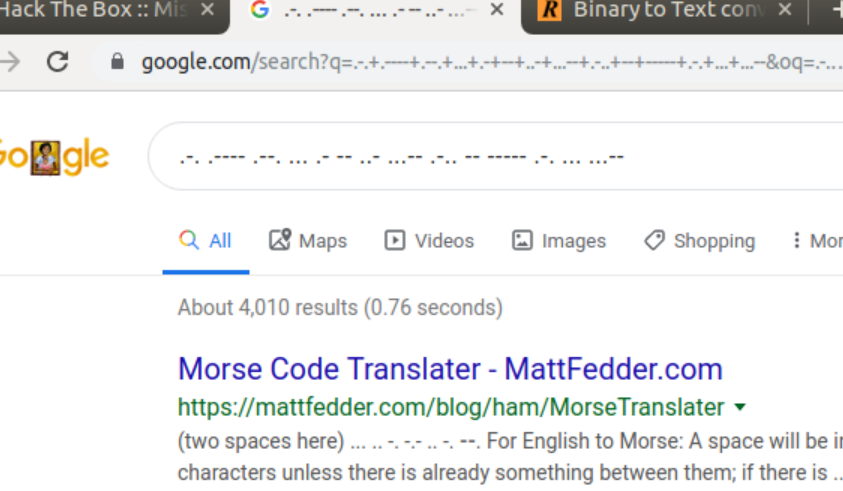 Hack The Box :: Mis × G .-. .---- .--. ... .- -- ..- ...-- × R Binary to Text con ×
google.com/search?q=.-.+.----+.--.+...+.-+--+..-+...--+.-..+--+-----+.-.+...+...--&oq=.-...
Google
.-. .---- .--. ... .- -- ..- ...-- .-.. -- ----- .-. ... ...--
All Maps Videos Images Shopping Mor
About 4,010 results (0.76 seconds)
Morse Code Translater - MattFedder.com
https://mattfedder.com/blog/ham/MorseTranslater
(two spaces here) ... .. -. -.- .. -. --. For English to Morse: A space will be in
characters unless there is already something between them; if there is ..